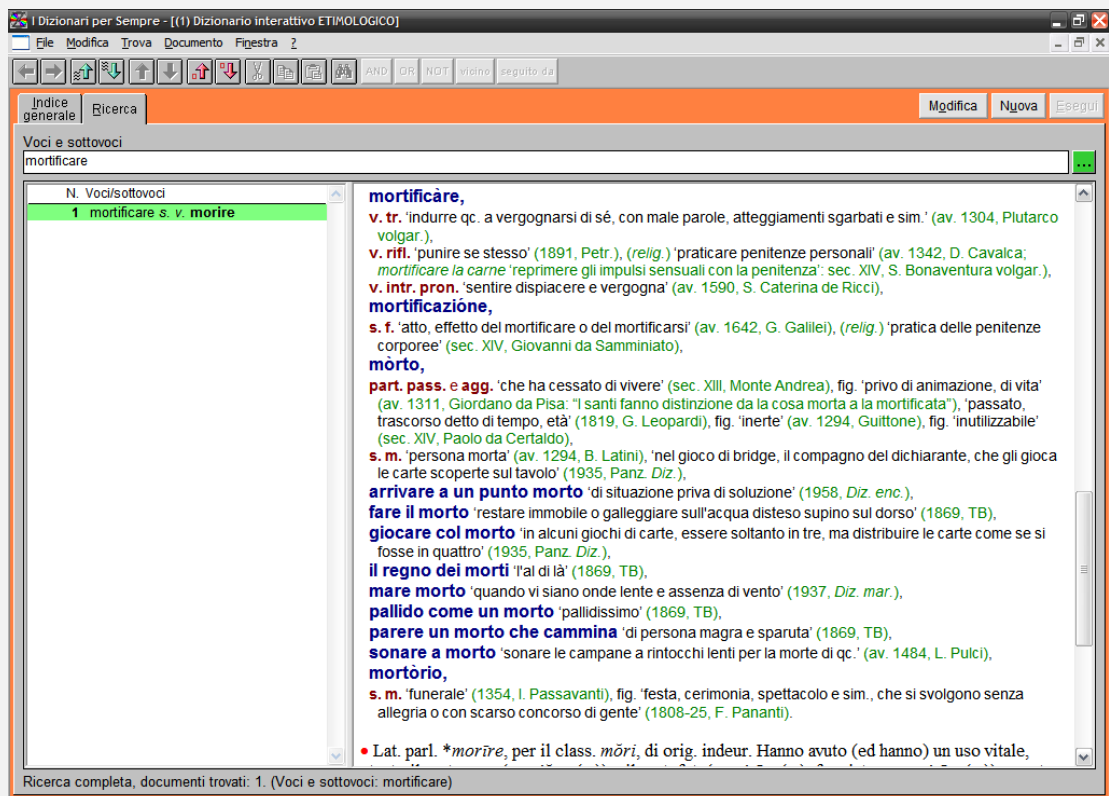 I Dizionari per Sempre - [(1) Dizionario interattivo ETIMOLOGICO]
File Modifica Trova Documento Finestra ?
AND OR NOT vicino seguito da
Indice generale Ricerca Modifica Nuova Esegui
Voci e sottovoci
mortificare
...
N. Voci/sottovoci
1 mortificare s. v. morire
mortificàre,
v. tr. ‘indurre qc. a vergognarsi di sé, con male parole, atteggiamenti sgarbati e sim.’ (av. 1304, Plutarco
volgar.),
v. rifl. ‘punire se stesso’ (1891, Petr.), (relig.) ‘praticare penitenze personali’ (av. 1342, D. Cavalca;
mortificare la carne ‘reprimere gli impulsi sensuali con la penitenza’: sec. XIV, S. Bonaventura volgar.),
v. intr. pron. ‘sentire dispiacere e vergogna’ (av. 1590, S. Caterina de Ricci),
mortificazióne,
s. f. ‘atto, effetto del mortificare o del mortificarsi’ (av. 1642, G. Galilei), (relig.) ‘pratica delle penitenze
corporee’ (sec. XIV, Giovanni da Samminiato),
mòrto,
part. pass. e agg. ‘che ha cessato di vivere’ (sec. XIII, Monte Andrea), fig. ‘privo di animazione, di vita’
(av. 1311, Giordano da Pisa: “I santi fanno distinzione da la cosa morta a la mortificata”), ‘passato,
trascorso detto di tempo, età’ (1819, G. Leopardi), fig. ‘inerte’ (av. 1294, Guittone), fig. ‘inutilizzabile’
(sec. XIV, Paolo da Certaldo),
s. m. ‘persona morta’ (av. 1294, B. Latini), ‘nel gioco di bridge, il compagno del dichiarante, che gli gioca
le carte scoperte sul tavolo’ (1935, Panz. Diz.),
arrivare a un punto morto ‘di situazione priva di soluzione’ (1958, Diz. enc.),
fare il morto ‘restare immobile o galleggiare sull'acqua disteso supino sul dorso’ (1869, TB),
giocare col morto ‘in alcuni giochi di carte, essere soltanto in tre, ma distribuire le carte come se si
fosse in quattro’ (1935, Panz. Diz.),
il regno dei morti ‘l'al di là’ (1869, TB),
mare morto ‘quando vi siano onde lente e assenza di vento’ (1937, Diz. mar.),
pallido come un morto ‘pallidissimo’ (1869, TB),
parere un morto che cammina ‘di persona magra e sparuta’ (1869, TB),
sonare a morto ‘sonare le campane a rintocchi lenti per la morte di qc.’ (av. 1484, L. Pulci),
mortòrio,
s. m. ‘funerale’ (1354, I. Passavanti), fig. ‘festa, cerimonia, spettacolo e sim., che si svolgono senza
allegria o con scarso concorso di gente’ (1808-25, F. Pananti).
• Lat. parl. *morīre, per il class. mŏri, di orig. indeur. Hanno avuto (ed hanno) un uso vitale,
Ricerca completa, documenti trovati: 1. (Voci e sottovoci: mortificare)